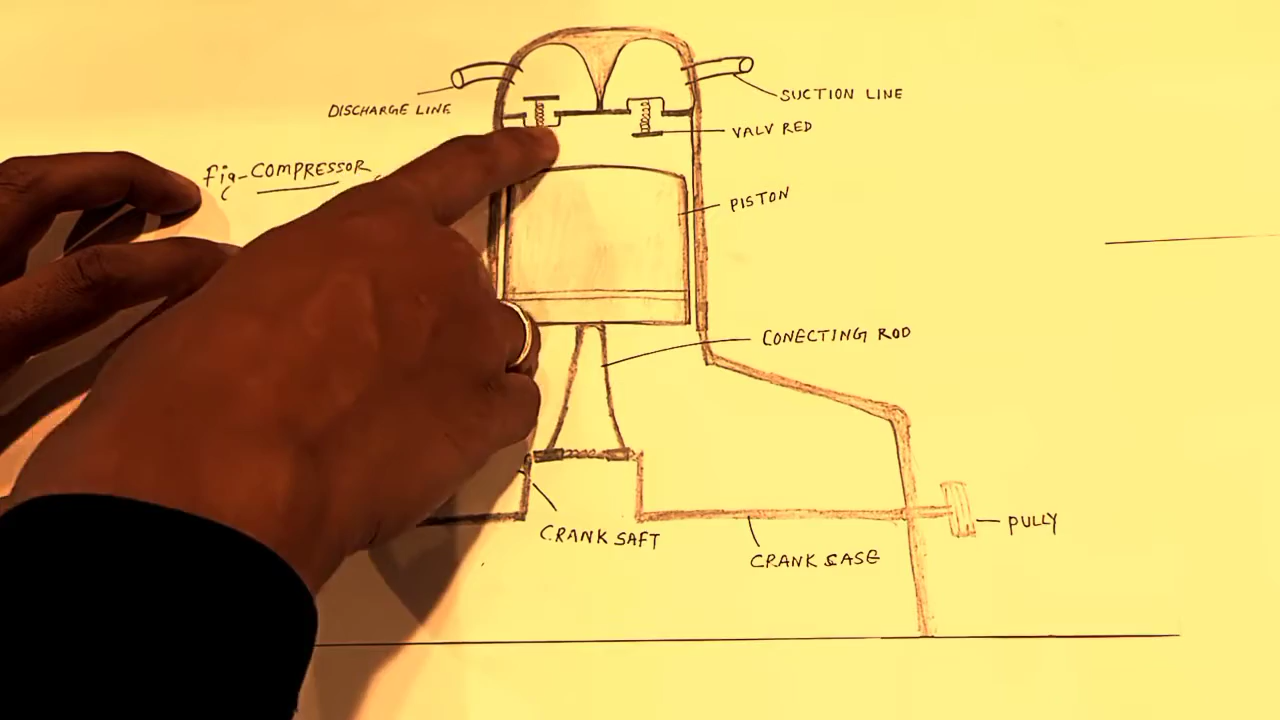 SUCTION LINE
DISCHARGE LINE
VALV RED
fig-COMPRESSOR
PISTON
CONECTING ROD
CRANK SAFT
PULLY
CRANK CASE